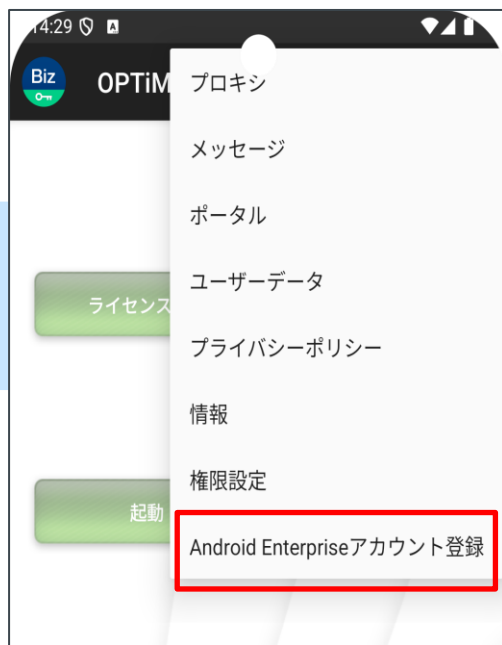 14:29
Biz OPTiM
プロキシ
メッセージ
ポータル
ユーザーデータ
プライバシーポリシー
情報
権限設定
Android Enterpriseアカウント登録
ライセンス
起動